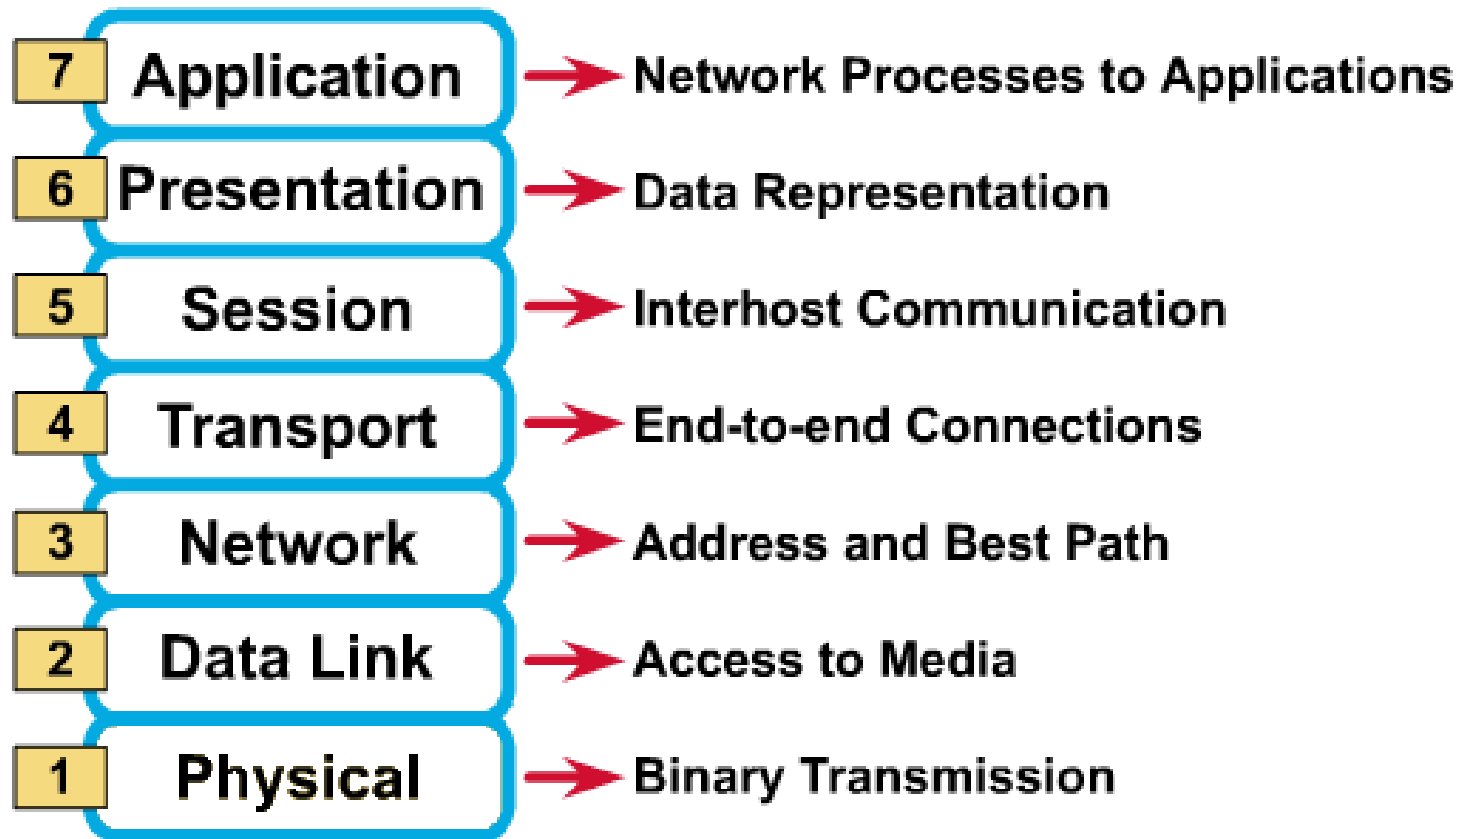 7 Application Network Processes to Applications
6 Presentation Data Representation
5 Session Interhost Communication
4 Transport End-to-end Connections
3 Network Address and Best Path
2 Data Link Access to Media
1 Physical Binary Transmission